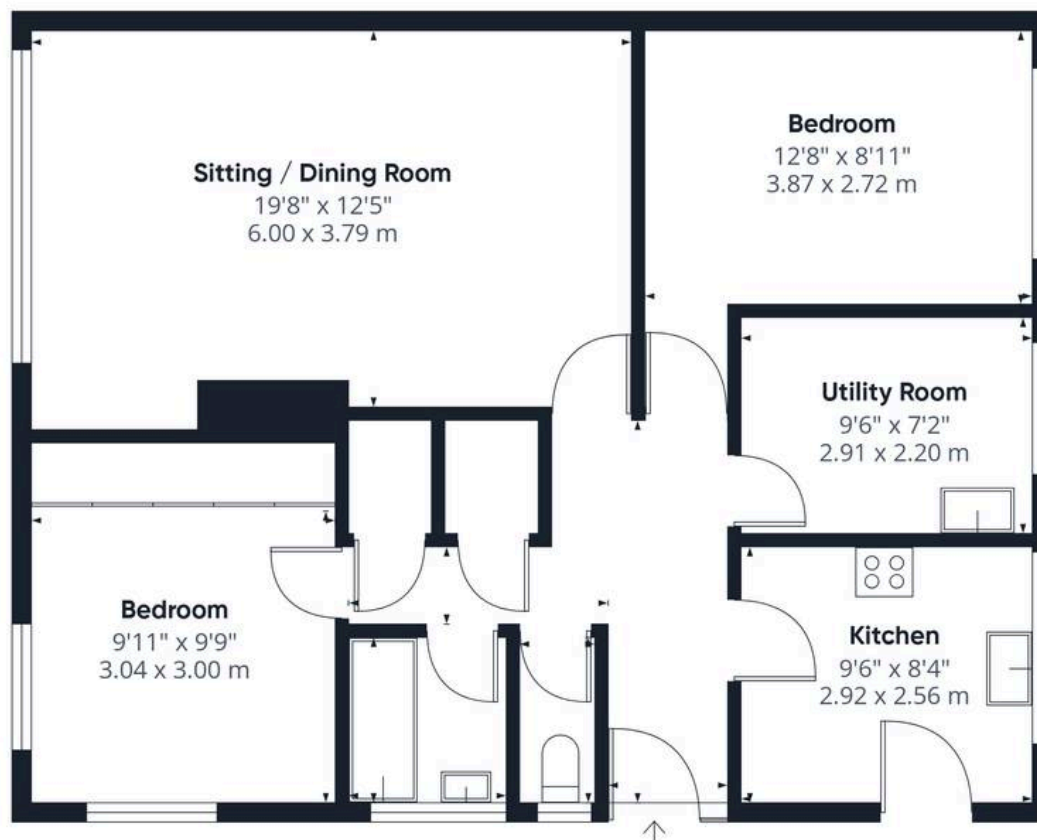 Sitting / Dining Room
19'8" x 12'5"
6.00 x 3.79 m
Bedroom
12'8" x 8'11"
3.87 x 2.72 m
Utility Room
9'6" x 7'2"
2.91 x 2.20 m
Bedroom
9'11" x 9'9"
3.04 x 3.00 m
Kitchen
9'6" x 8'4"
2.92 x 2.56 m